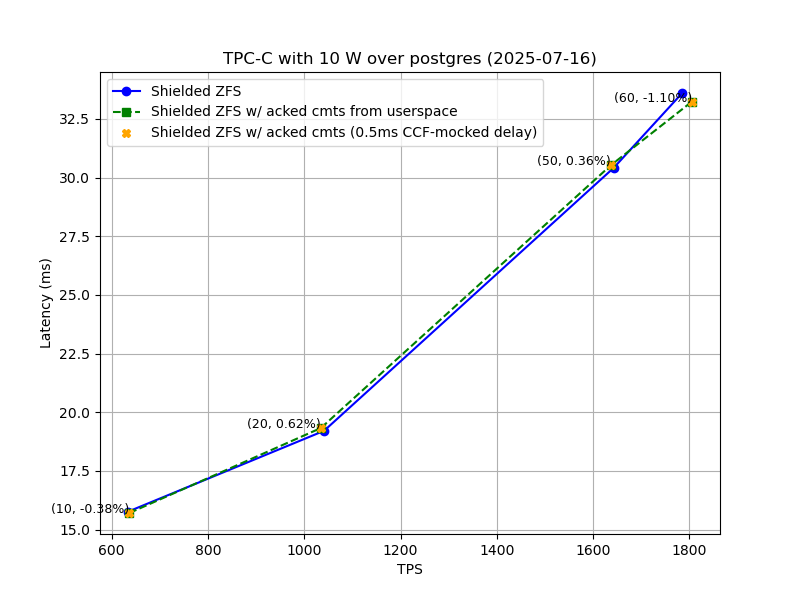 TPC-C with 10 W over postgres (2025-07-16)
Shielded ZFS
Shielded ZFS w/ acked cmts from userspace
Shielded ZFS w/ acked cmts (0.5ms CCF-mocked delay)
(60, -1.10%)
(50, 0.36%)
(20, 0.62%)
(10, -0.38%)
32.5
30.0
27.5
25.0
22.5
20.0
17.5
15.0
Latency (ms)
600 800 1000 1200 1400 1600 1800
TPS